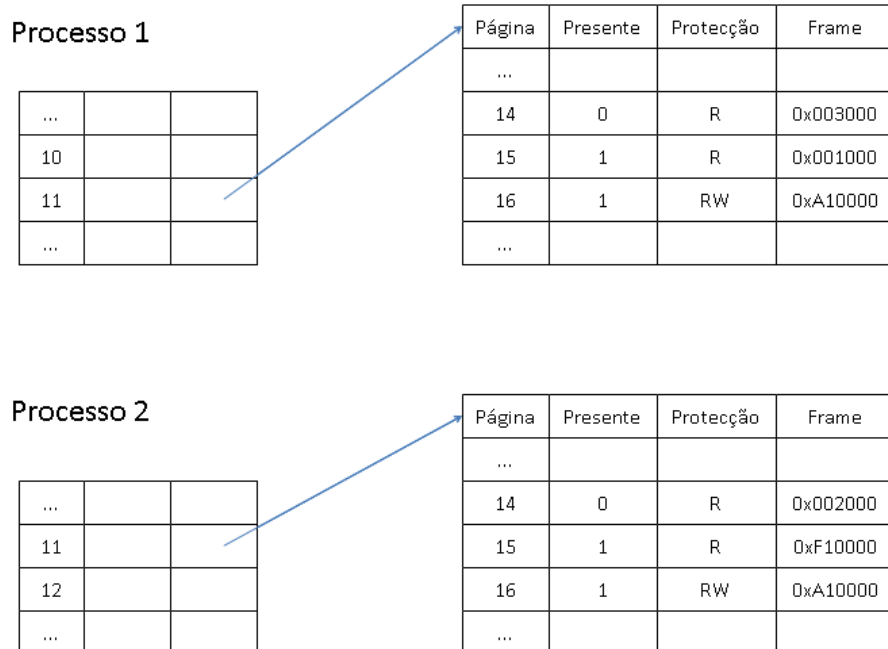 Processo 1
...
10
11
...
Página Presente Protecção Frame
...
14 0 R 0x003000
15 1 R 0x001000
16 1 RW 0xA10000
...
Processo 2
...
11
12
...
Página Presente Protecção Frame
...
14 0 R 0x002000
15 1 R 0xF10000
16 1 RW 0xA10000
...